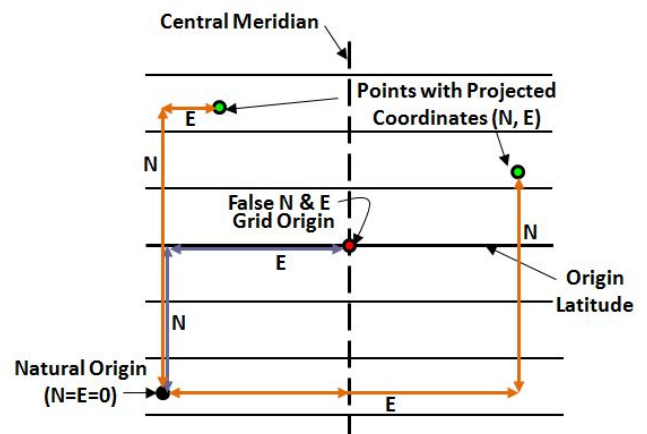 Central Meridian
Points with Projected
Coordinates (N, E)
E
N
False N & E
Grid Origin
N
E
Origin
Latitude
N
Natural Origin
(N=E=0)
E